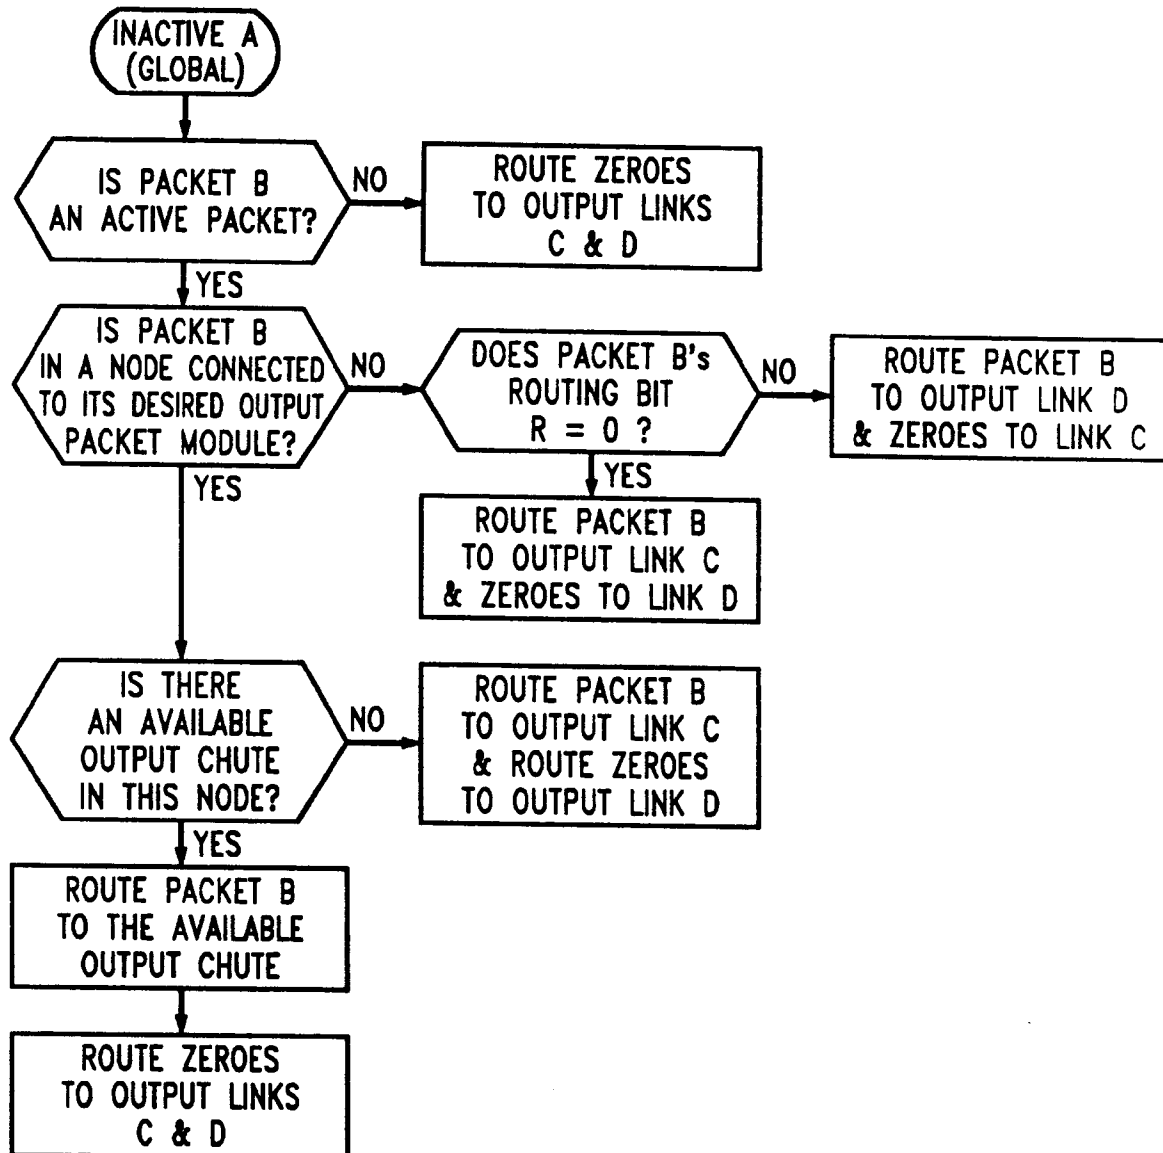 INACTIVE A
(GLOBAL)
IS PACKET B
AN ACTIVE PACKET?
NO
ROUTE ZEROES
TO OUTPUT LINKS
C & D
YES
IS PACKET B
IN A NODE CONNECTED
TO ITS DESIRED OUTPUT
PACKET MODULE?
NO
DOES PACKET B's
ROUTING BIT
R = 0 ?
NO
ROUTE PACKET B
TO OUTPUT LINK D
& ZEROES TO LINK C
YES
ROUTE PACKET B
TO OUTPUT LINK C
& ZEROES TO LINK D
YES
IS THERE
AN AVAILABLE
OUTPUT CHUTE
IN THIS NODE?
NO
ROUTE PACKET B
TO OUTPUT LINK C
& ROUTE ZEROES
TO OUTPUT LINK D
YES
ROUTE PACKET B
TO THE AVAILABLE
OUTPUT CHUTE
ROUTE ZEROES
TO OUTPUT LINKS
C & D